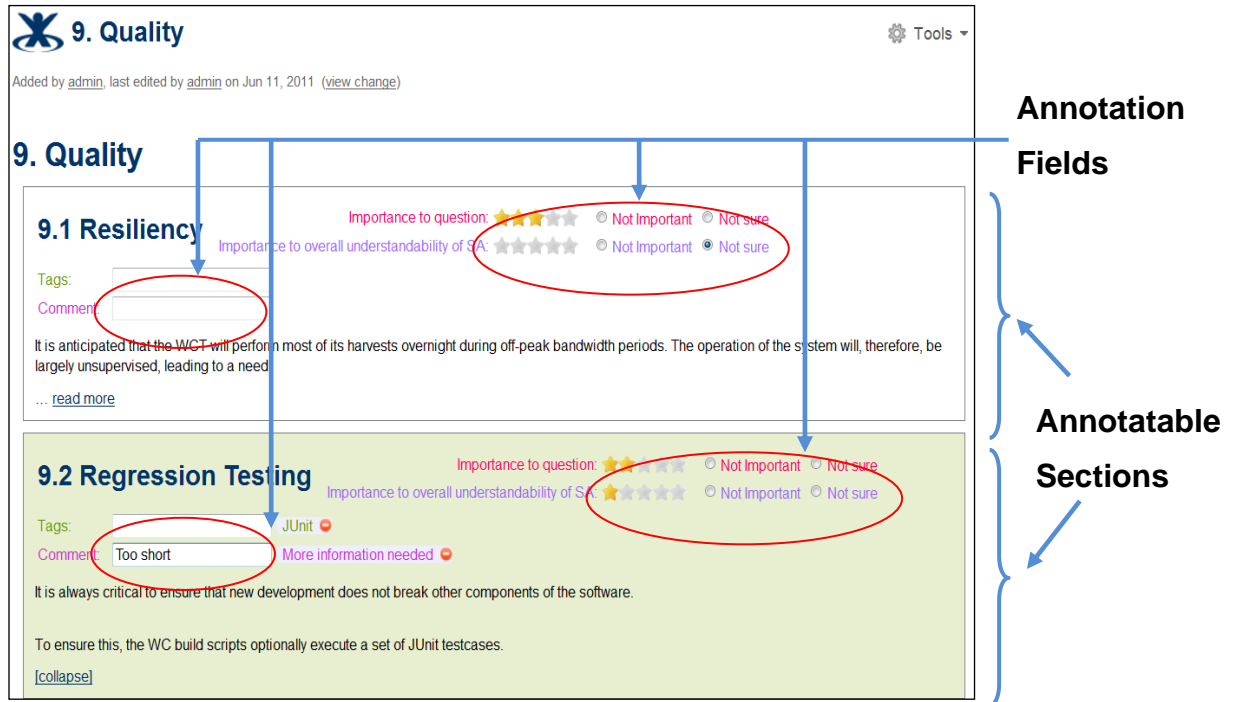 9. Quality
Tools
Added by admin, last edited by admin on Jun 11, 2011 (view change)
Annotation
Fields
9. Quality
9.1 Resiliency
Importance to question: Not Important Not sure
Importance to overall understandability of SA: Not Important Not sure
Tags:
Comment:
It is anticipated that the WCT will perform most of its harvests overnight during off-peak bandwidth periods. The operation of the system will, therefore, be
largely unsupervised, leading to a need
… read more
Annotatable
Sections
9.2 Regression Testing
Importance to question: Not Important Not sure
Importance to overall understandability of SA: Not Important Not sure
Tags: JUnit
Comment: Too short More information needed
It is always critical to ensure that new development does not break other components of the software.
To ensure this, the WC build scripts optionally execute a set of JUnit testcases.
[collapse]